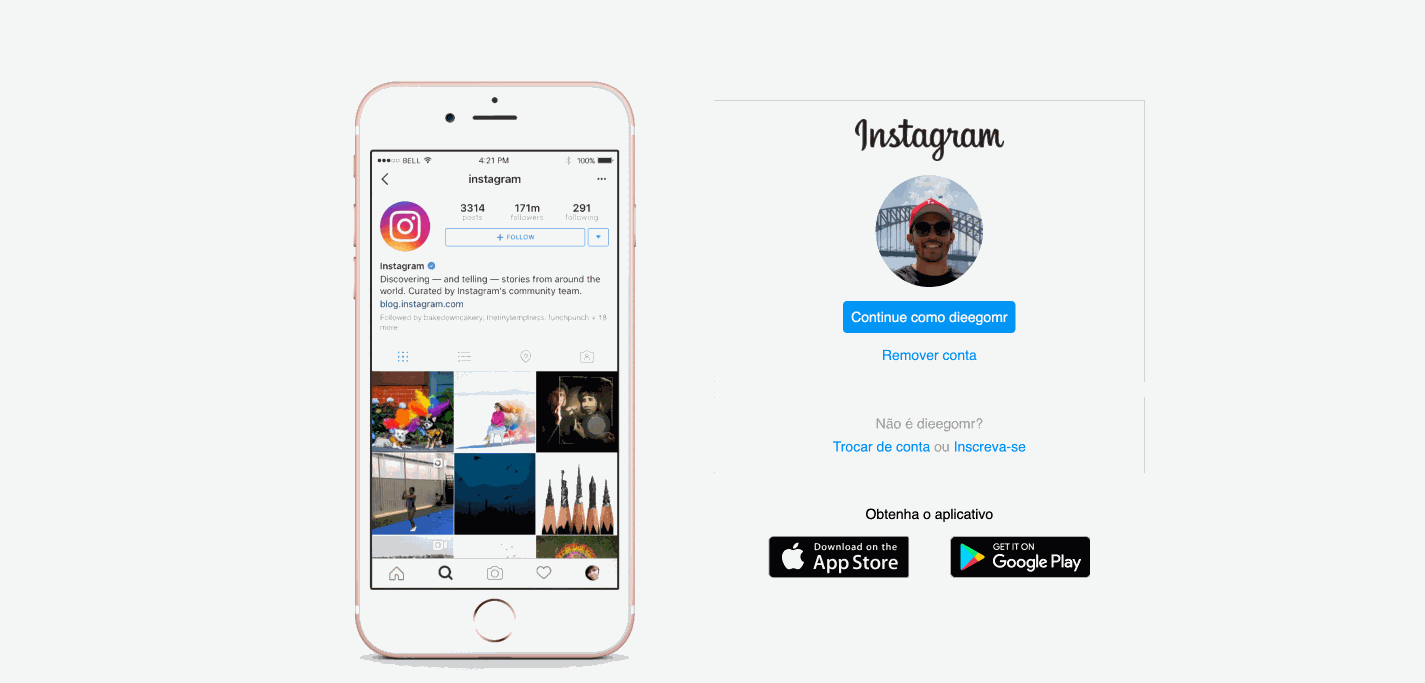 BELL
4:21 PM
100%
instagram
3314
posts
171m
followers
291
following
+ FOLLOW
Instagram
Discovering — and telling — stories from around the
world. Curated by Instagram's community team.
blog.instagram.com
Followed by bakedowncakery, thetinytemptress, lunchpunch + 18
more
Instagram
Continue como dieegomr
Remover conta
Não é dieegomr?
Trocar de conta ou Inscreva-se
Obtenha o aplicativo
Download on the
App Store
GET IT ON
Google Play